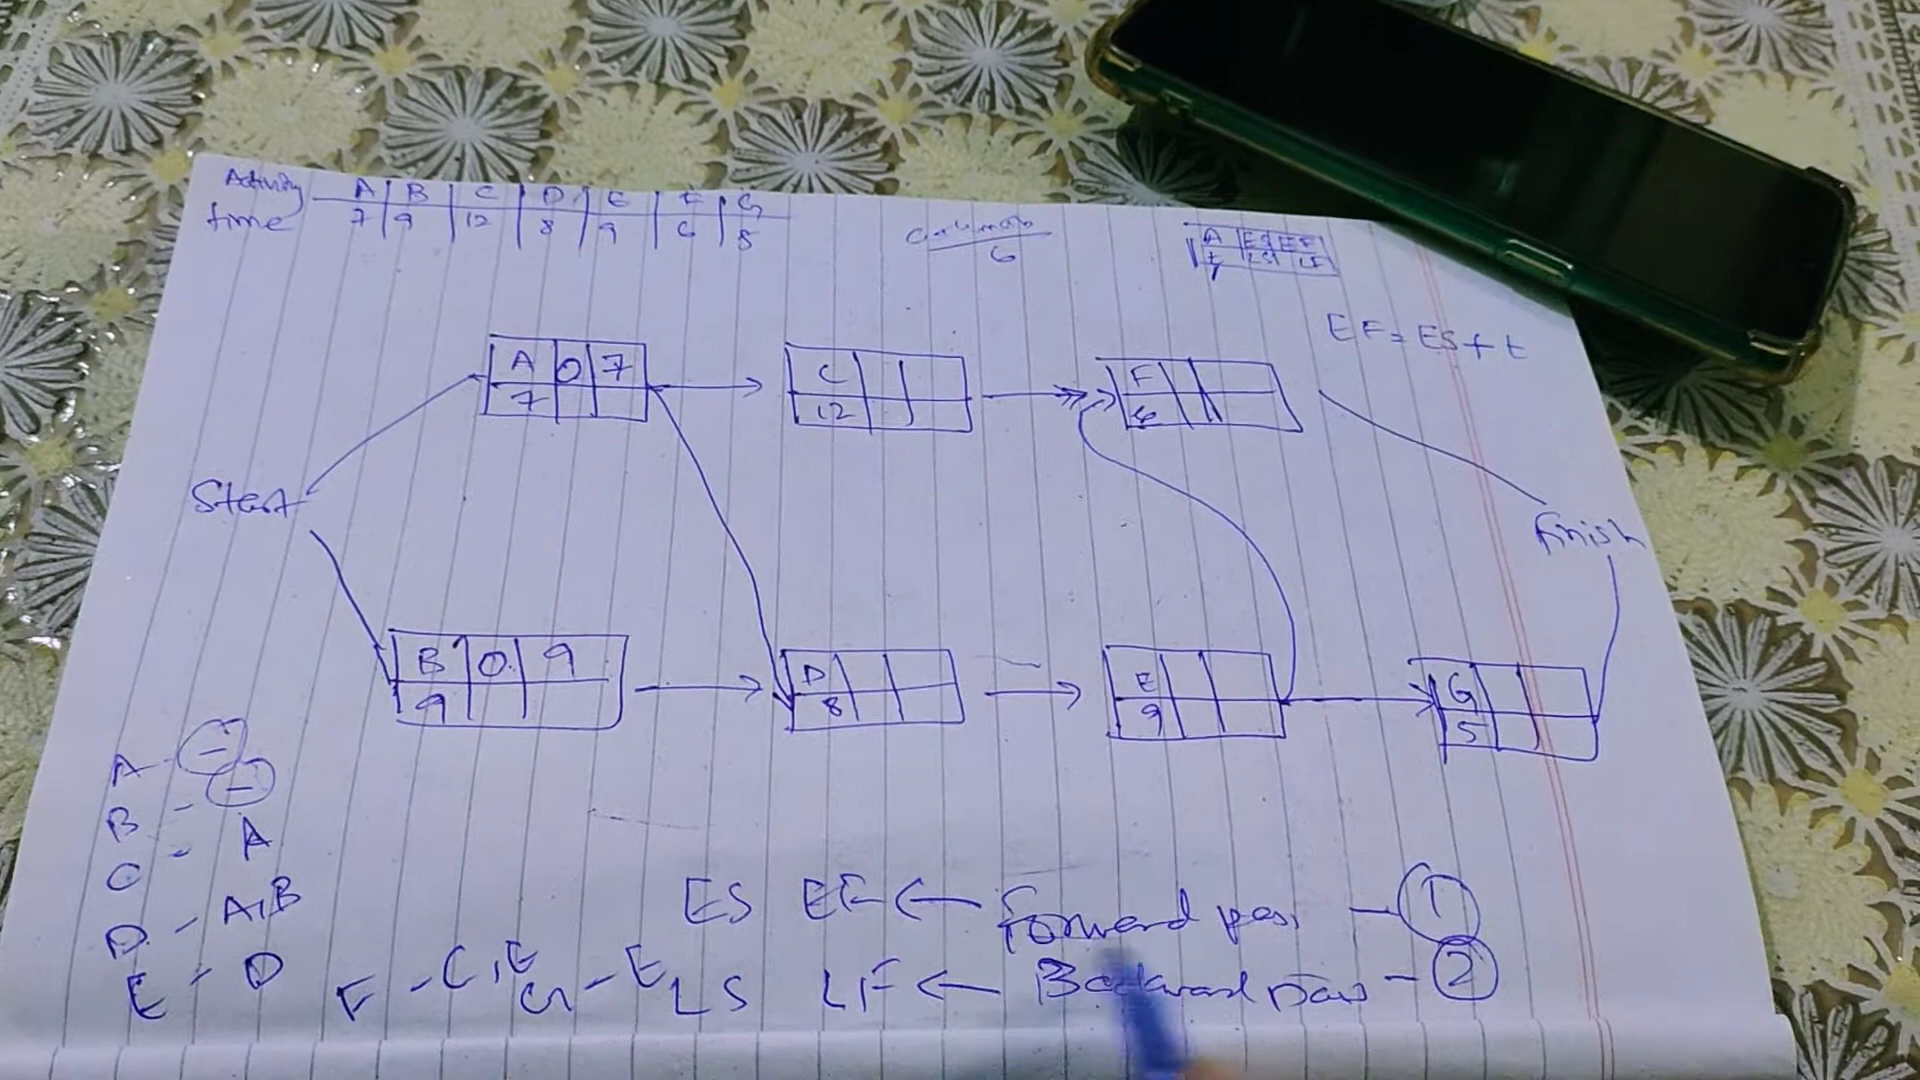 Activity A B C D E F G
time 7 9 12 8 9 6 5
6
A ES EF
t LS LF
EF = ES + t
A 0 7
7
C
12
F
6
Start
Finish
B 0 9
9
D
8
E
9
G
5
A - -
B - -
C - A
D - A,B
E - D
F - C,E
G - E
ES EF ← Forward pass - 1
LS LF ← Backward pass - 2